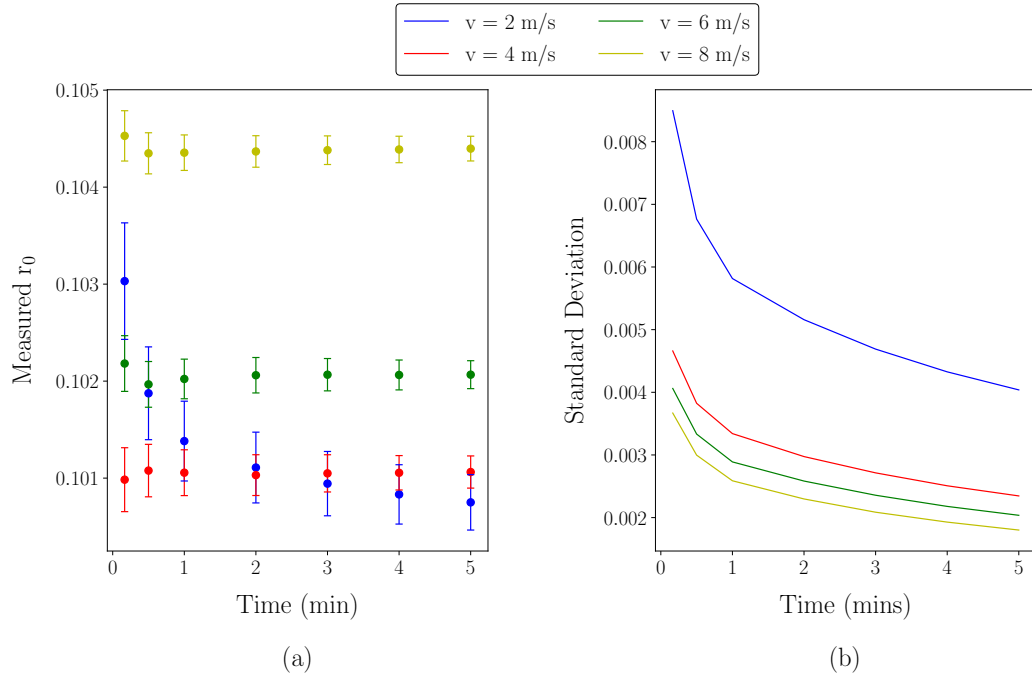 v = 2 m/s
v = 4 m/s
v = 6 m/s
v = 8 m/s
Measured r₀
0.105
0.104
0.103
0.102
0.101
0 1 2 3 4 5
Time (min)
(a)
Standard Deviation
0.008
0.007
0.006
0.005
0.004
0.003
0.002
0 1 2 3 4 5
Time (mins)
(b)